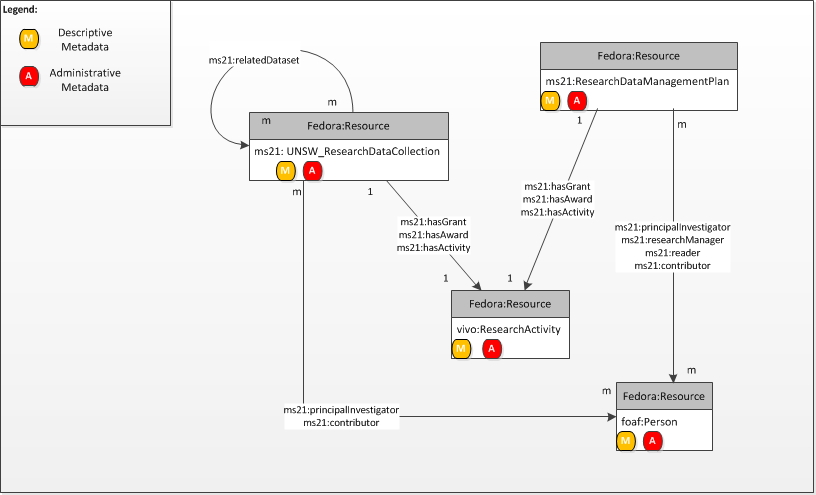 Legend:
M
Descriptive
Metadata
A
Administrative
Metadata
ms21:relatedDataset
m
m
Fedora:Resource
ms21: UNSW_ResearchDataCollection
M
A
m
1
Fedora:Resource
ms21:ResearchDataManagementPlan
M
A
1
m
ms21:hasGrant
ms21:hasAward
ms21:hasActivity
ms21:hasGrant
ms21:hasAward
ms21:hasActivity
ms21:principalInvestigator
ms21:researchManager
ms21:reader
ms21:contributor
1
1
Fedora:Resource
vivo:ResearchActivity
M
A
m
m
Fedora:Resource
foaf:Person
M
A
ms21:principalInvestigator
ms21:contributor